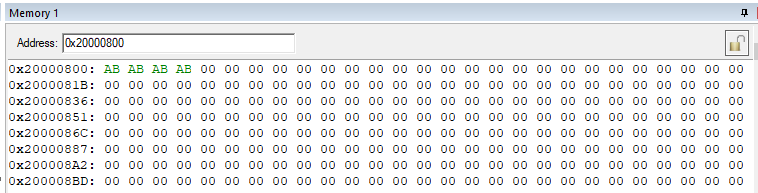 Memory 1
Address: 0x20000800
0x20000800: AB AB AB AB 00 00 00 00 00 00 00 00 00 00 00 00 00 00 00 00 00 00 00 00 00 00 00
0x2000081B: 00 00 00 00 00 00 00 00 00 00 00 00 00 00 00 00 00 00 00 00 00 00 00 00 00 00 00
0x20000836: 00 00 00 00 00 00 00 00 00 00 00 00 00 00 00 00 00 00 00 00 00 00 00 00 00 00 00
0x20000851: 00 00 00 00 00 00 00 00 00 00 00 00 00 00 00 00 00 00 00 00 00 00 00 00 00 00 00
0x2000086C: 00 00 00 00 00 00 00 00 00 00 00 00 00 00 00 00 00 00 00 00 00 00 00 00 00 00 00
0x20000887: 00 00 00 00 00 00 00 00 00 00 00 00 00 00 00 00 00 00 00 00 00 00 00 00 00 00 00
0x200008A2: 00 00 00 00 00 00 00 00 00 00 00 00 00 00 00 00 00 00 00 00 00 00 00 00 00 00 00
0x200008BD: 00 00 00 00 00 00 00 00 00 00 00 00 00 00 00 00 00 00 00 00 00 00 00 00 00 00 00